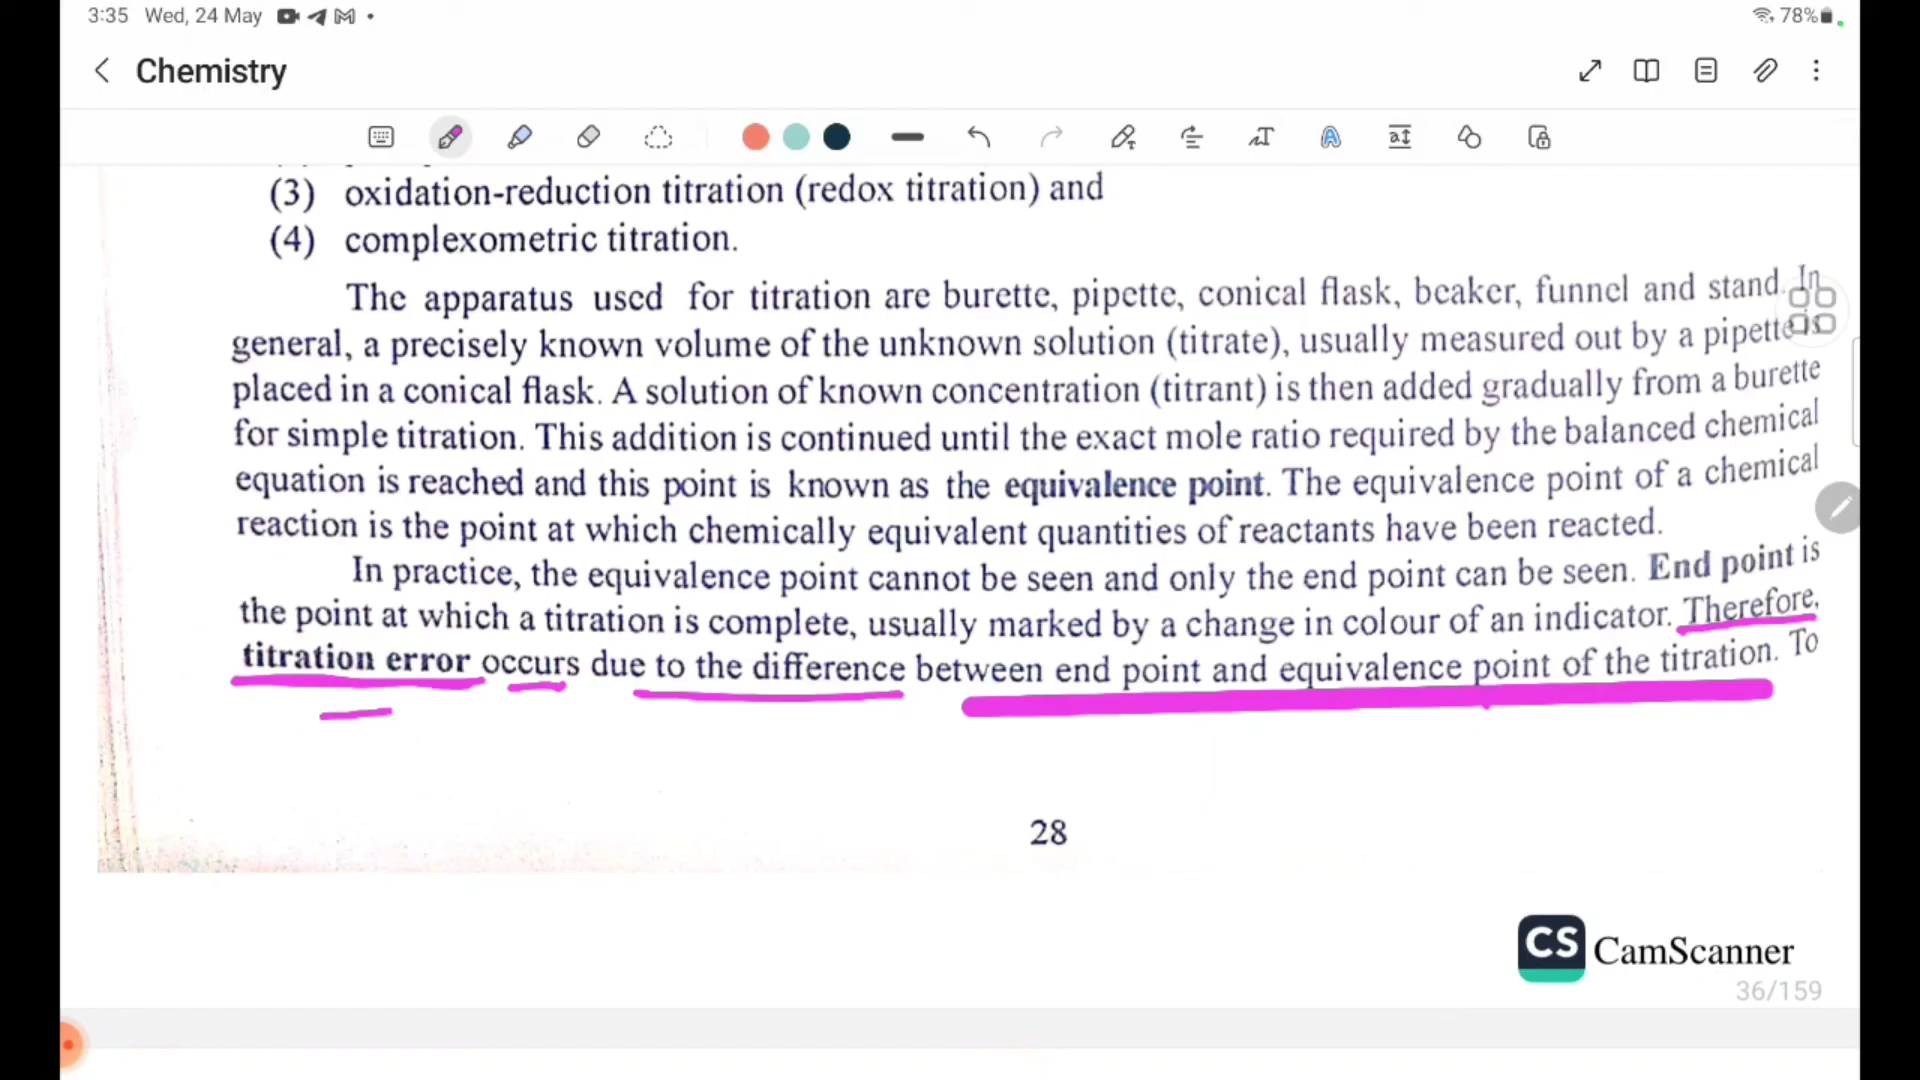 3:35 Wed, 24 May
78%
Chemistry
(3) oxidation-reduction titration (redox titration) and
(4) complexometric titration.
The apparatus used for titration are burette, pipette, conical flask, beaker, funnel and stand. In
general, a precisely known volume of the unknown solution (titrate), usually measured out by a pipette is
placed in a conical flask. A solution of known concentration (titrant) is then added gradually from a burette
for simple titration. This addition is continued until the exact mole ratio required by the balanced chemical
equation is reached and this point is known as the equivalence point. The equivalence point of a chemical
reaction is the point at which chemically equivalent quantities of reactants have been reacted.
In practice, the equivalence point cannot be seen and only the end point can be seen. End point is
the point at which a titration is complete, usually marked by a change in colour of an indicator. Therefore,
titration error occurs due to the difference between end point and equivalence point of the titration. To
28
CS CamScanner
36/159